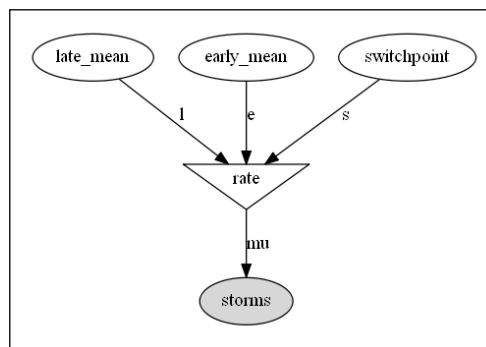 late_mean early_mean switchpoint
l e s
rate
mu
storms